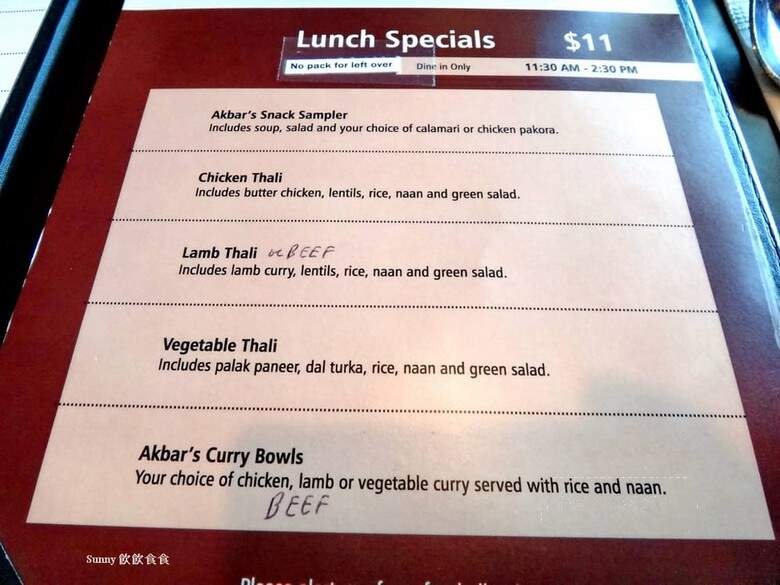 Lunch Specials $11
No pack for left over Dine in Only 11:30 AM - 2:30 PM
Akbar's Snack Sampler
Includes soup, salad and your choice of calamari or chicken pakora.
Chicken Thali
Includes butter chicken, lentils, rice, naan and green salad.
Lamb Thali BEEF
Includes lamb curry, lentils, rice, naan and green salad.
Vegetable Thali
Includes palak paneer, dal turka, rice, naan and green salad.
Akbar's Curry Bowls
Your choice of chicken, lamb or vegetable curry served with rice and naan.
BEEF
Sunny 飲飲食食